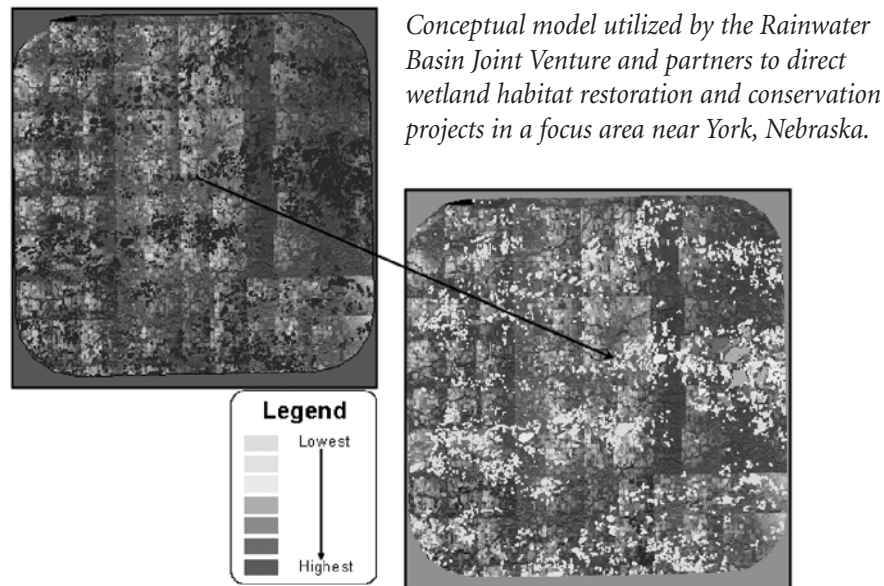 Conceptual model utilized by the Rainwater
Basin Joint Venture and partners to direct
wetland habitat restoration and conservation
projects in a focus area near York, Nebraska.
Legend
Lowest
Highest